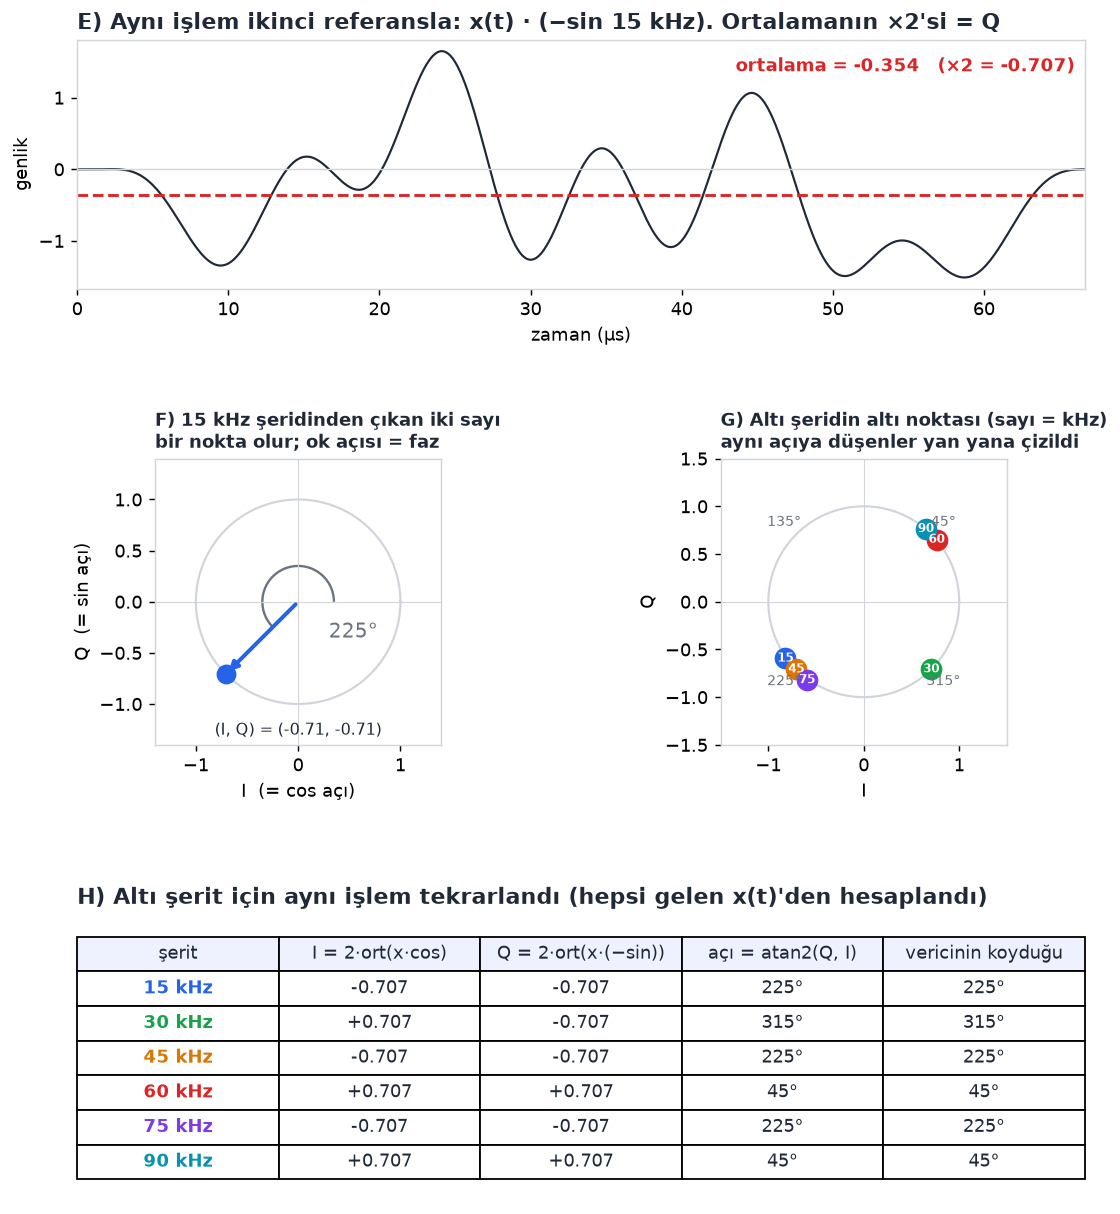 E) Aynı işlem ikinci referansla: x(t) · (−sin 15 kHz). Ortalamanın ×2'si = Q
ortalama = -0.354   (×2 = -0.707)
genlik
1
0
−1
0 10 20 30 40 50 60
zaman (µs)
F) 15 kHz şeridinden çıkan iki sayı
bir nokta olur; ok açısı = faz
Q  (= sin açı)
1.0
0.5
0.0
−0.5
−1.0
225°
(I, Q) = (-0.71, -0.71)
−1 0 1
I  (= cos açı)
G) Altı şeridin altı noktası (sayı = kHz)
aynı açıya düşenler yan yana çizildi
Q
1.5
1.0
0.5
0.0
−0.5
−1.0
−1.5
135° 45°
90
60
15
45
75
30
225° 315°
−1 0 1
I
H) Altı şerit için aynı işlem tekrarlandı (hepsi gelen x(t)'den hesaplandı)
şerit I = 2·ort(x·cos) Q = 2·ort(x·(−sin)) açı = atan2(Q, I) vericinin koyduğu
15 kHz -0.707 -0.707 225° 225°
30 kHz +0.707 -0.707 315° 315°
45 kHz -0.707 -0.707 225° 225°
60 kHz +0.707 +0.707 45° 45°
75 kHz -0.707 -0.707 225° 225°
90 kHz +0.707 +0.707 45° 45°